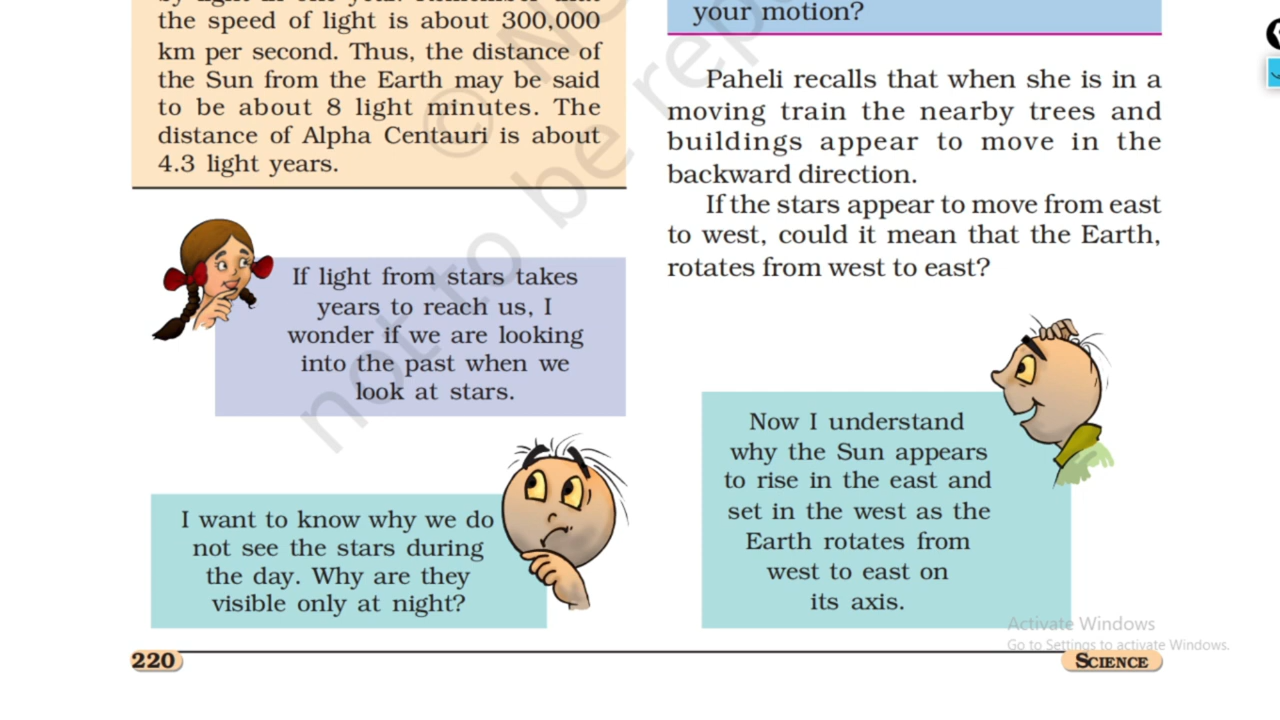 the speed of light is about 300,000
km per second. Thus, the distance of
the Sun from the Earth may be said
to be about 8 light minutes. The
distance of Alpha Centauri is about
4.3 light years.
If light from stars takes
years to reach us, I
wonder if we are looking
into the past when we
look at stars.
I want to know why we do
not see the stars during
the day. Why are they
visible only at night?
your motion?
Paheli recalls that when she is in a
moving train the nearby trees and
buildings appear to move in the
backward direction.
If the stars appear to move from east
to west, could it mean that the Earth,
rotates from west to east?
Now I understand
why the Sun appears
to rise in the east and
set in the west as the
Earth rotates from
west to east on
its axis.
Activate Windows
Go to Settings to activate Windows.
220
SCIENCE
not to be